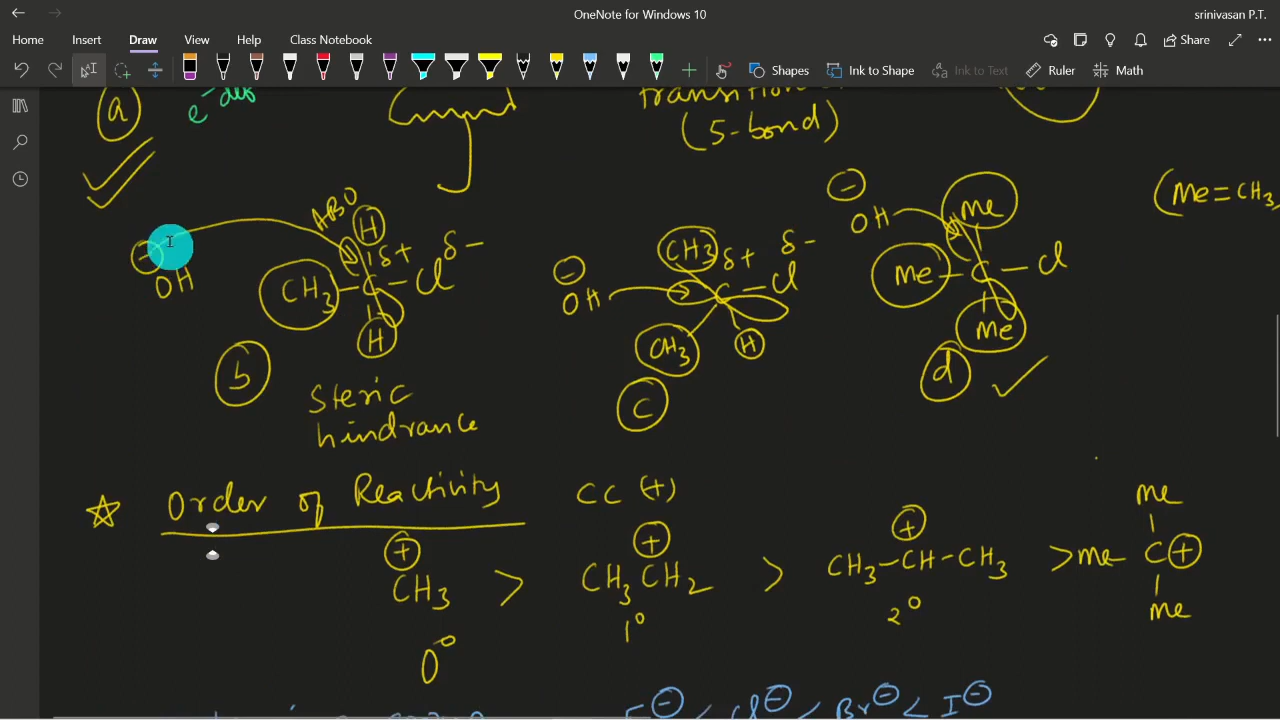 OneNote for Windows 10
srinivasan P.T.
Home Insert Draw View Help Class Notebook
Share
Shapes Ink to Shape Ink to Text Ruler Math
a
e⁻def
transition
(5-bond)
⊖ OH
ABO
H
CH₃ - C - Cl
δ+ δ-
H
b
Steric
hindrance
⊖ OH
CH₃ δ+ δ-
C - Cl
CH₃ H
C
⊖ OH
Me
Me - C - Cl
Me
d
(Me = CH₃
☆ Order of Reactivity CC (+)
⊕CH₃ > CH₃CH₂⊕ > CH₃-CH⊕-CH₃ > me C⊕
me
me
0° 1° 2°
F⊖ < Cl⊖ < Br⊖ < I⊖